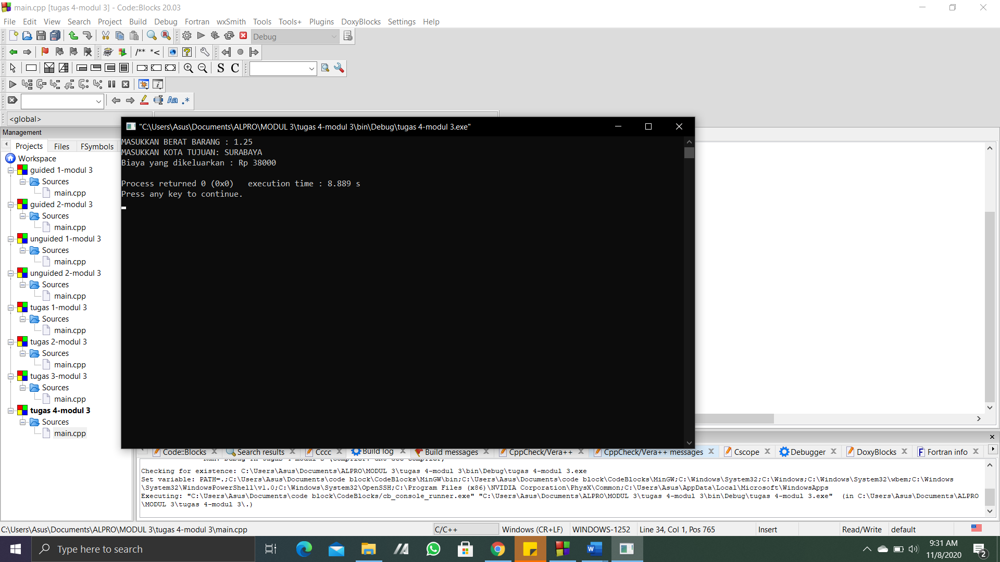 main.cpp [tugas 4-modul 3] - Code::Blocks 20.03
File Edit View Search Project Build Debug Fortran wxSmith Tools Tools+ Plugins DoxyBlocks Settings Help
Debug
/** *<
S C
Aa .*
<global>
"C:\Users\Asus\Documents\ALPRO\MODUL 3\tugas 4-modul 3\bin\Debug\tugas 4-modul 3.exe"
MASUKKAN BERAT BARANG : 1.25
MASUKKAN KOTA TUJUAN: SURABAYA
Biaya yang dikeluarkan : Rp 38000
Process returned 0 (0x0)   execution time : 8.889 s
Press any key to continue.
Management
Projects Files FSymbols
Workspace
guided 1-modul 3
Sources
main.cpp
guided 2-modul 3
Sources
main.cpp
unguided 1-modul 3
Sources
main.cpp
unguided 2-modul 3
Sources
main.cpp
tugas 1-modul 3
Sources
main.cpp
tugas 2-modul 3
Sources
main.cpp
tugas 3-modul 3
Sources
main.cpp
tugas 4-modul 3
Sources
main.cpp
Code::Blocks Search results Cccc Build log Build messages CppCheck/Vera++ CppCheck/Vera++ messages Cscope Debugger DoxyBlocks Fortran info
Checking for existence: C:\Users\Asus\Documents\ALPRO\MODUL 3\tugas 4-modul 3\bin\Debug\tugas 4-modul 3.exe
Set variable: PATH=.;C:\Users\Asus\Documents\code block\CodeBlocks\MinGW\bin;C:\Users\Asus\Documents\code block\CodeBlocks\MinGW;C:\Windows\System32;C:\Windows;C:\Windows\System32\wbem;C:\Windows
\System32\WindowsPowerShell\v1.0;C:\Windows\System32\OpenSSH;C:\Program Files (x86)\NVIDIA Corporation\PhysX\Common;C:\Users\Asus\AppData\Local\Microsoft\WindowsApps
Executing: "C:\Users\Asus\Documents\code block\CodeBlocks/cb_console_runner.exe" "C:\Users\Asus\Documents\ALPRO\MODUL 3\tugas 4-modul 3\bin\Debug\tugas 4-modul 3.exe"  (in C:\Users\Asus\Documents\ALPRO
\MODUL 3\tugas 4-modul 3\.)
C:\Users\Asus\Documents\ALPRO\MODUL 3\tugas 4-modul 3\main.cpp C/C++ Windows (CR+LF) WINDOWS-1252 Line 34, Col 1, Pos 765 Insert Read/Write default
Type here to search
9:31 AM
11/8/2020
2